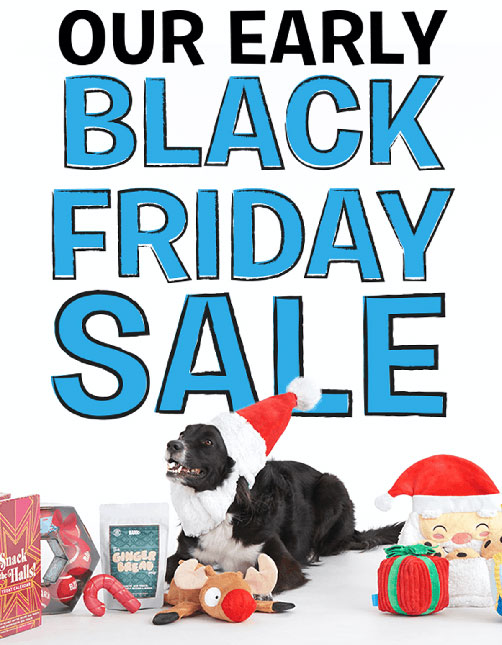 OUR EARLY
BLACK
FRIDAY
SALE
Snack
the Halls!
GINGER
BREAD